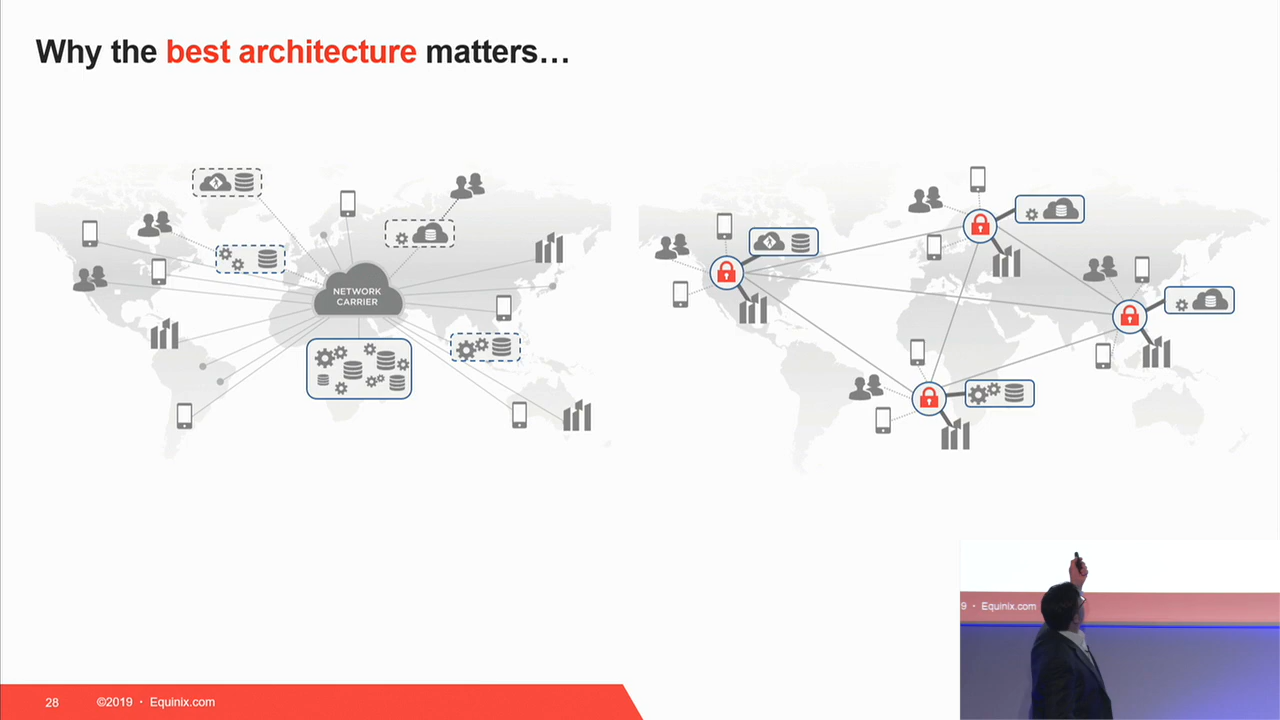 Why the best architecture matters…
NETWORK
CARRIER
28 ©2019 · Equinix.com
9 · Equinix.com